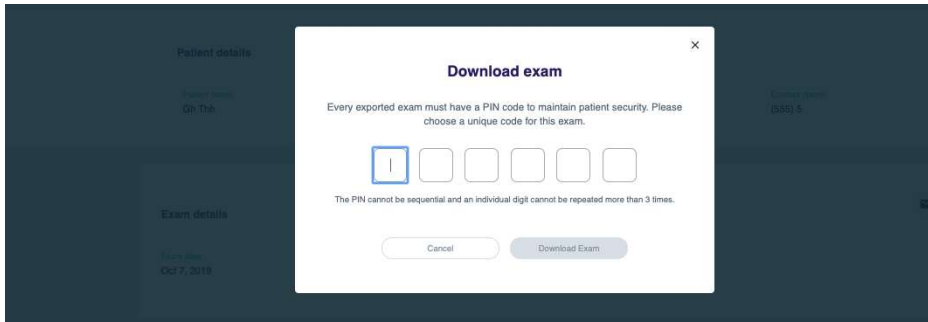 Download exam
Every exported exam must have a PIN code to maintain patient security. Please
choose a unique code for this exam.
The PIN cannot be sequential and an individual digit cannot be repeated more than 3 times.
Cancel
Download Exam
Patient details
Gh Thh
(555) 5
Exam details
Oct 7, 2019